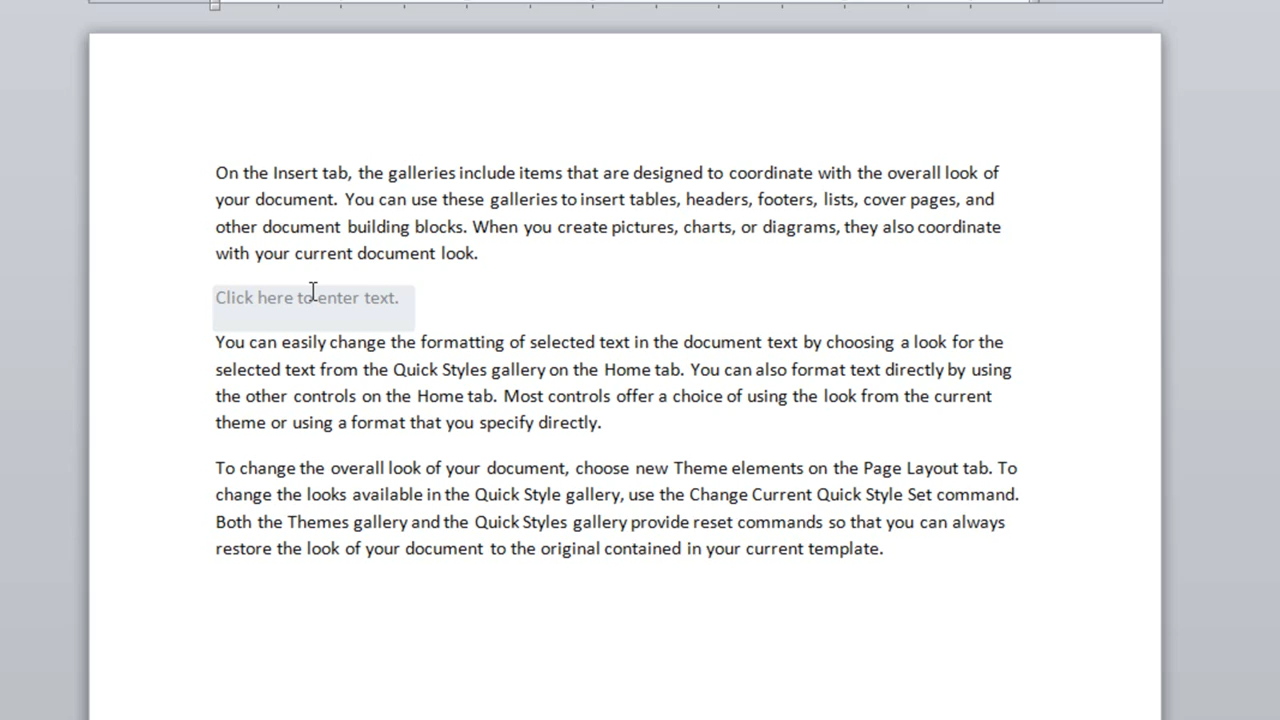 On the Insert tab, the galleries include items that are designed to coordinate with the overall look of
your document. You can use these galleries to insert tables, headers, footers, lists, cover pages, and
other document building blocks. When you create pictures, charts, or diagrams, they also coordinate
with your current document look.
Click here to enter text.
You can easily change the formatting of selected text in the document text by choosing a look for the
selected text from the Quick Styles gallery on the Home tab. You can also format text directly by using
the other controls on the Home tab. Most controls offer a choice of using the look from the current
theme or using a format that you specify directly.
To change the overall look of your document, choose new Theme elements on the Page Layout tab. To
change the looks available in the Quick Style gallery, use the Change Current Quick Style Set command.
Both the Themes gallery and the Quick Styles gallery provide reset commands so that you can always
restore the look of your document to the original contained in your current template.